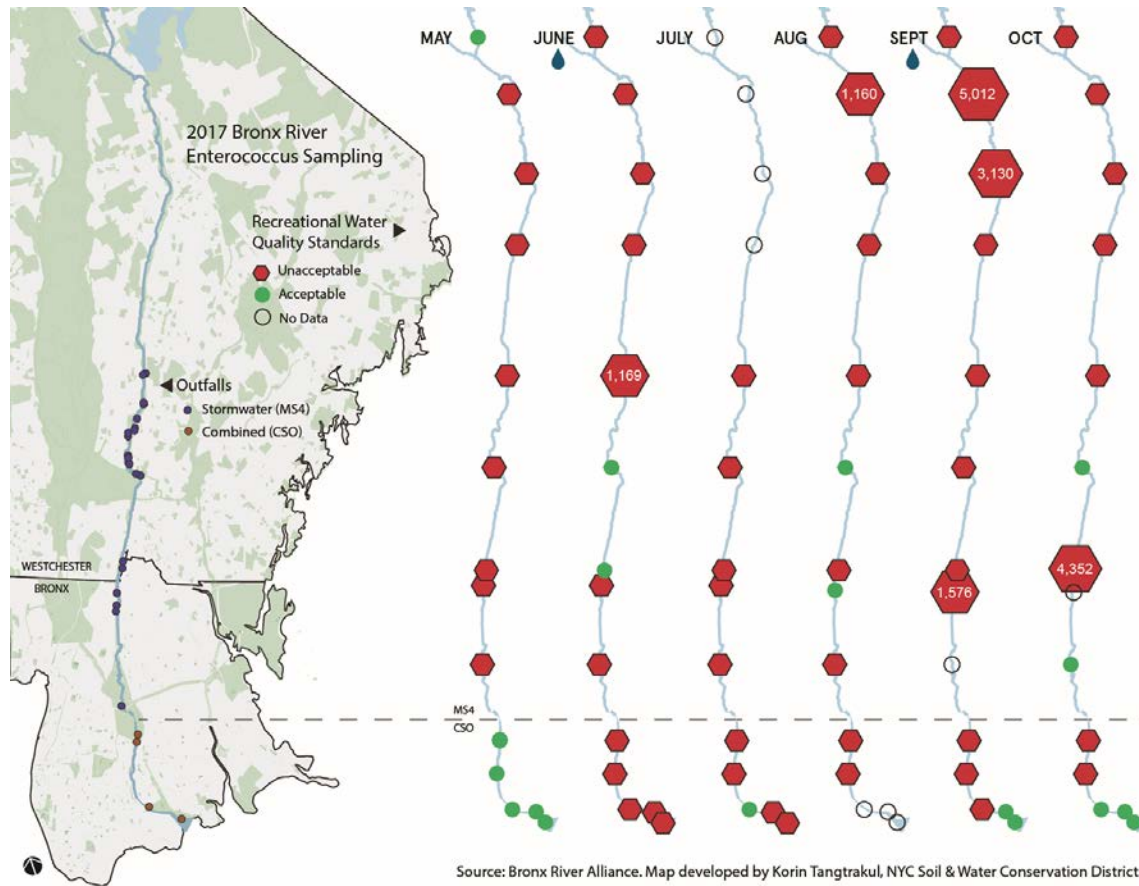 MAY
JUNE
JULY
AUG
SEPT
OCT
1,160
5,012
2017 Bronx River
Enterococcus Sampling
3,130
Recreational Water
Quality Standards
Unacceptable
Acceptable
No Data
1,169
Outfalls
Stormwater (MS4)
Combined (CSO)
WESTCHESTER
BRONX
4,352
1,576
MS4
CSO
Source: Bronx River Alliance. Map developed by Korin Tangtrakul, NYC Soil & Water Conservation District